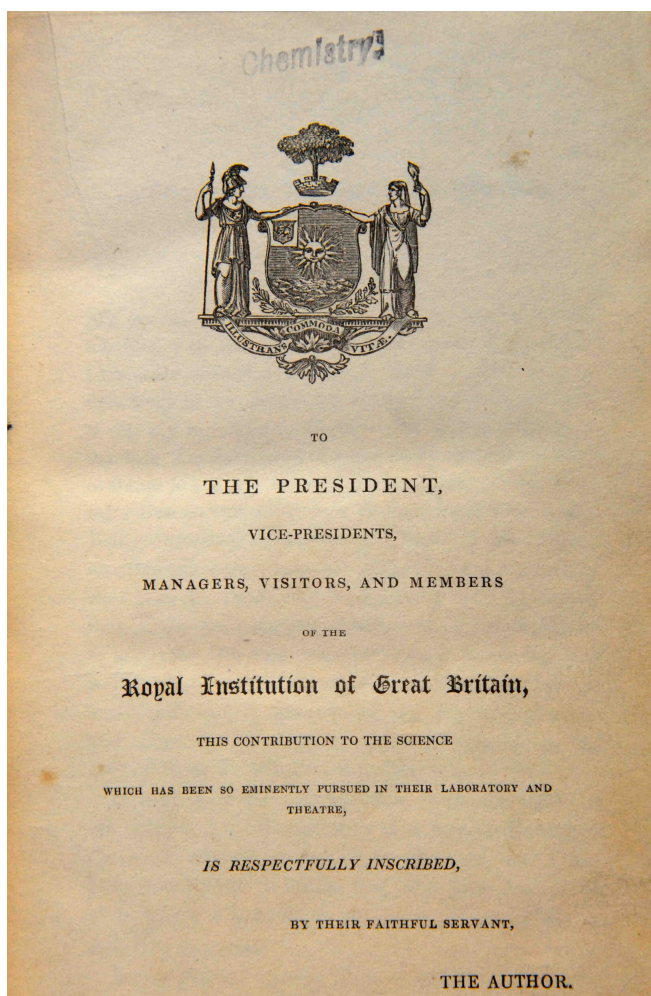 Chemistry
ILLUSTRANS COMMODA VITÆ.
TO
THE PRESIDENT,
VICE-PRESIDENTS,
MANAGERS, VISITORS, AND MEMBERS
OF THE
Royal Institution of Great Britain,
THIS CONTRIBUTION TO THE SCIENCE
WHICH HAS BEEN SO EMINENTLY PURSUED IN THEIR LABORATORY AND
THEATRE,
IS RESPECTFULLY INSCRIBED,
BY THEIR FAITHFUL SERVANT,
THE AUTHOR.